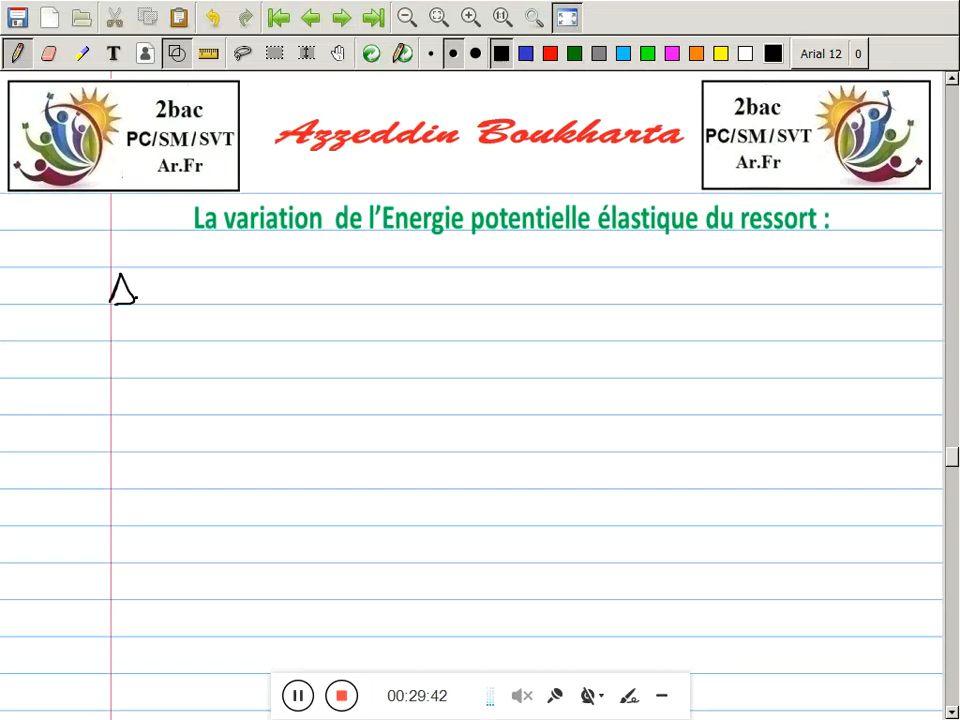 Arial 12 0
2bac
PC/SM/SVT
Ar.Fr
Azzeddin Boukharta
2bac
PC/SM/SVT
Ar.Fr
La variation de l’Energie potentielle élastique du ressort :
Δ
00:29:42